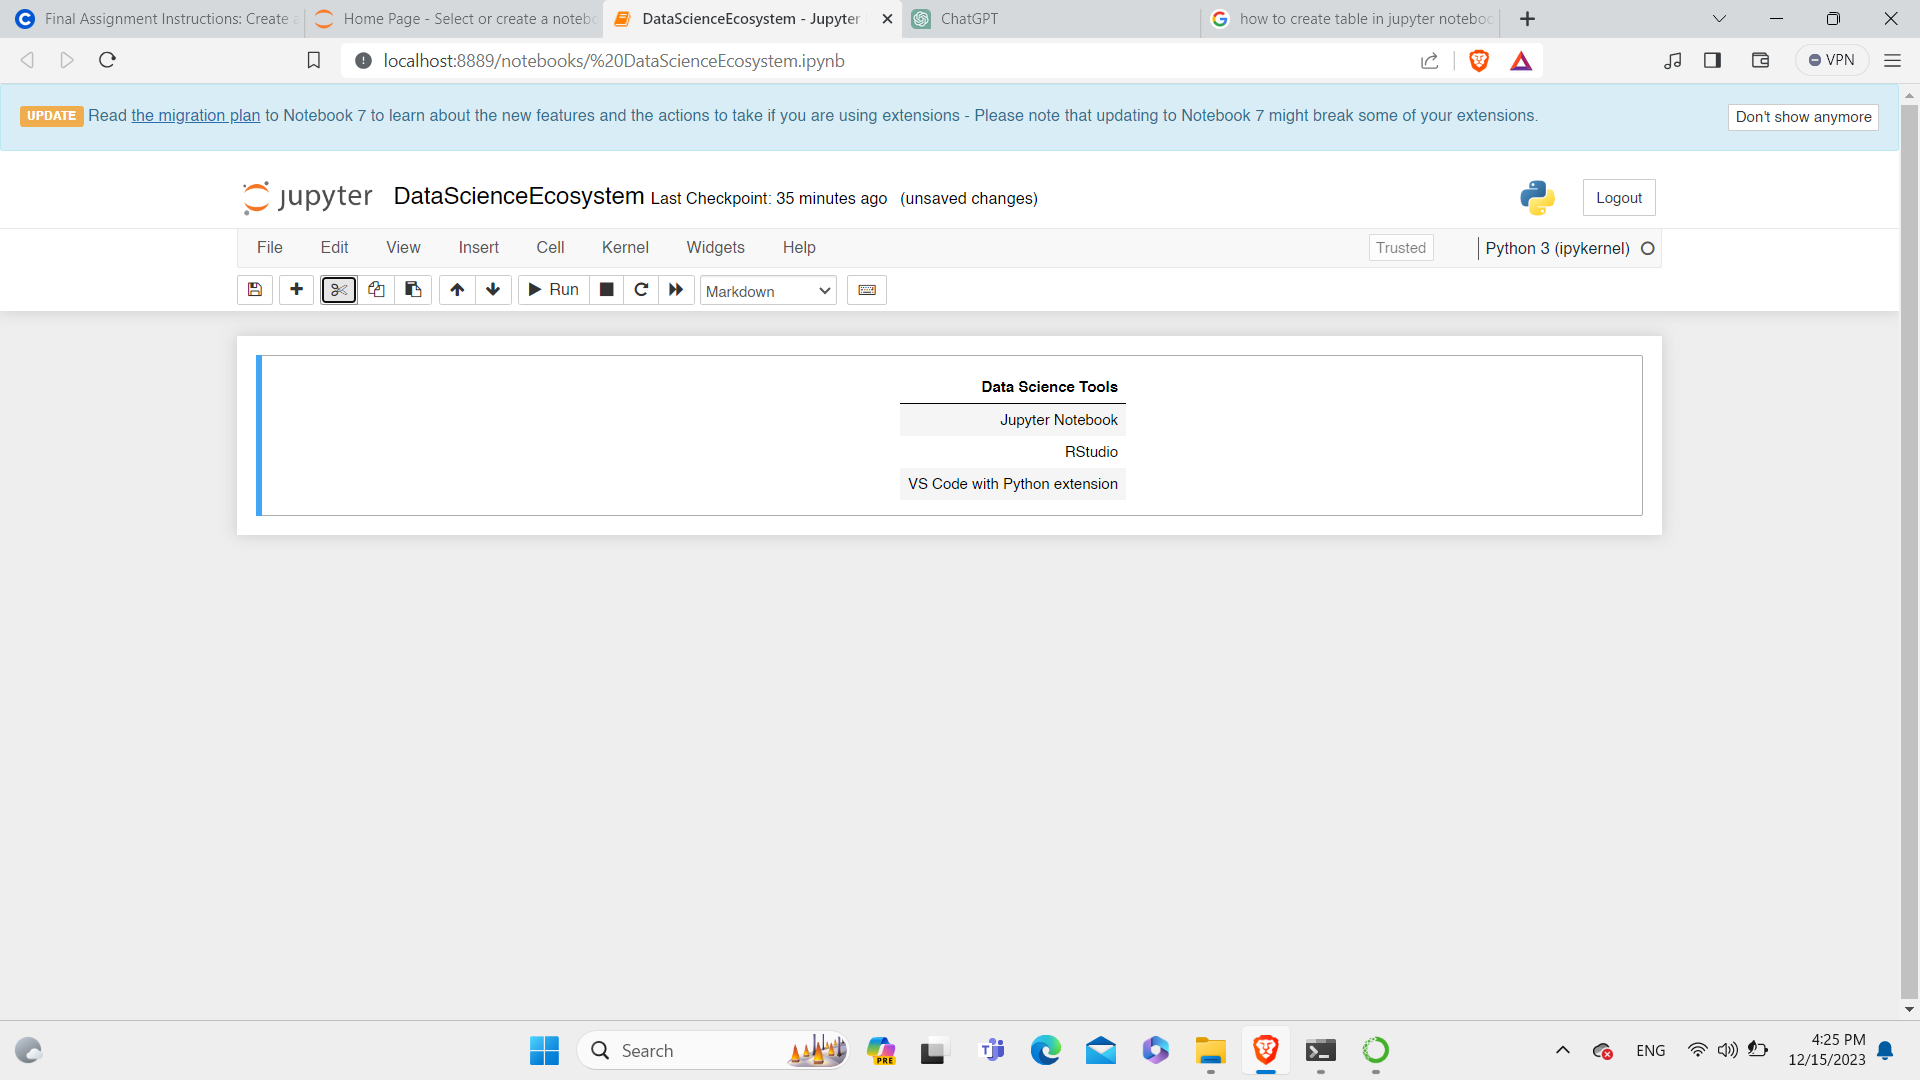 Final Assignment Instructions: Create a
Home Page - Select or create a notebo
DataScienceEcosystem - Jupyter
ChatGPT
how to create table in jupyter noteboo
localhost:8889/notebooks/%20DataScienceEcosystem.ipynb
VPN
UPDATE Read the migration plan to Notebook 7 to learn about the new features and the actions to take if you are using extensions - Please note that updating to Notebook 7 might break some of your extensions.
Don't show anymore
jupyter DataScienceEcosystem Last Checkpoint: 35 minutes ago (unsaved changes)
Logout
File Edit View Insert Cell Kernel Widgets Help
Trusted
Python 3 (ipykernel)
Run
Markdown
Data Science Tools
Jupyter Notebook
RStudio
VS Code with Python extension
Search
PRE
ENG
4:25 PM
12/15/2023